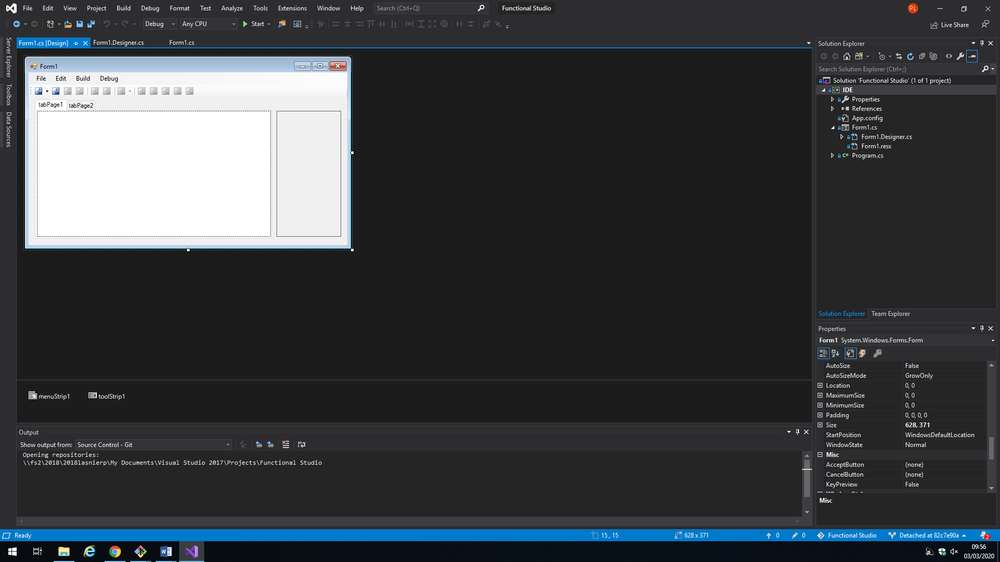 File Edit View Project Build Debug Format Test Analyze Tools Extensions Window Help Search (Ctrl+Q) Functional Studio PL
Debug Any CPU Start Live Share
Server Explorer
Toolbox
Data Sources
Form1.cs [Design] Form1.Designer.cs Form1.cs
Form1
File Edit Build Debug
tabPage1 tabPage2
menuStrip1 toolStrip1
Output
Show output from: Source Control - Git
Opening repositories:
\\fs2\2018\2018lasnierp\My Documents\Visual Studio 2017\Projects\Functional Studio
Solution Explorer
Search Solution Explorer (Ctrl+;)
Solution 'Functional Studio' (1 of 1 project)
C# IDE
Properties
References
App.config
Form1.cs
Form1.Designer.cs
Form1.resx
C# Program.cs
Solution Explorer Team Explorer
Properties
Form1 System.Windows.Forms.Form
AutoSize False
AutoSizeMode GrowOnly
Location 0, 0
MaximumSize 0, 0
MinimumSize 0, 0
Padding 0, 0, 0, 0
Size 628, 371
StartPosition WindowsDefaultLocation
WindowState Normal
Misc
AcceptButton (none)
CancelButton (none)
KeyPreview False
Misc
Ready 15 , 15 628 x 371 0 0 Functional Studio Detached at 82c7e90a 2
09:56
03/03/2020